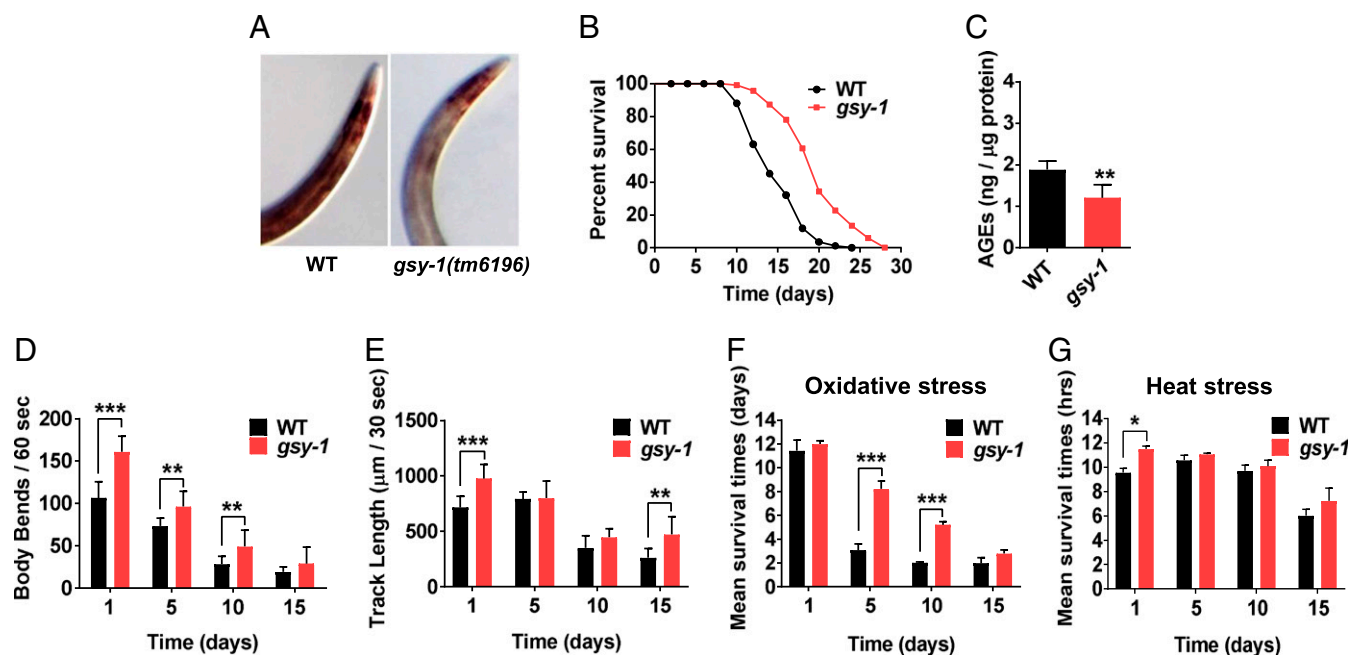 A
WT
gsy-1(tm6196)
B
Percent survival
100
80
60
40
20
0
0 5 10 15 20 25 30
Time (days)
WT
gsy-1
C
AGEs (ng / µg protein)
4
3
2
1
0
**
WT
gsy-1
D
Body Bends / 60 sec
200
150
100
50
0
***
**
**
WT
gsy-1
1 5 10 15
Time (days)
E
Track Length (µm / 30 sec)
1500
1000
500
0
***
**
WT
gsy-1
1 5 10 15
Time (days)
F
Oxidative stress
Mean survival times (days)
14
12
10
8
6
4
2
0
***
***
WT
gsy-1
1 5 10 15
Time (days)
G
Heat stress
Mean survival times (hrs)
14
12
10
8
6
4
2
0
*
WT
gsy-1
1 5 10 15
Time (days)